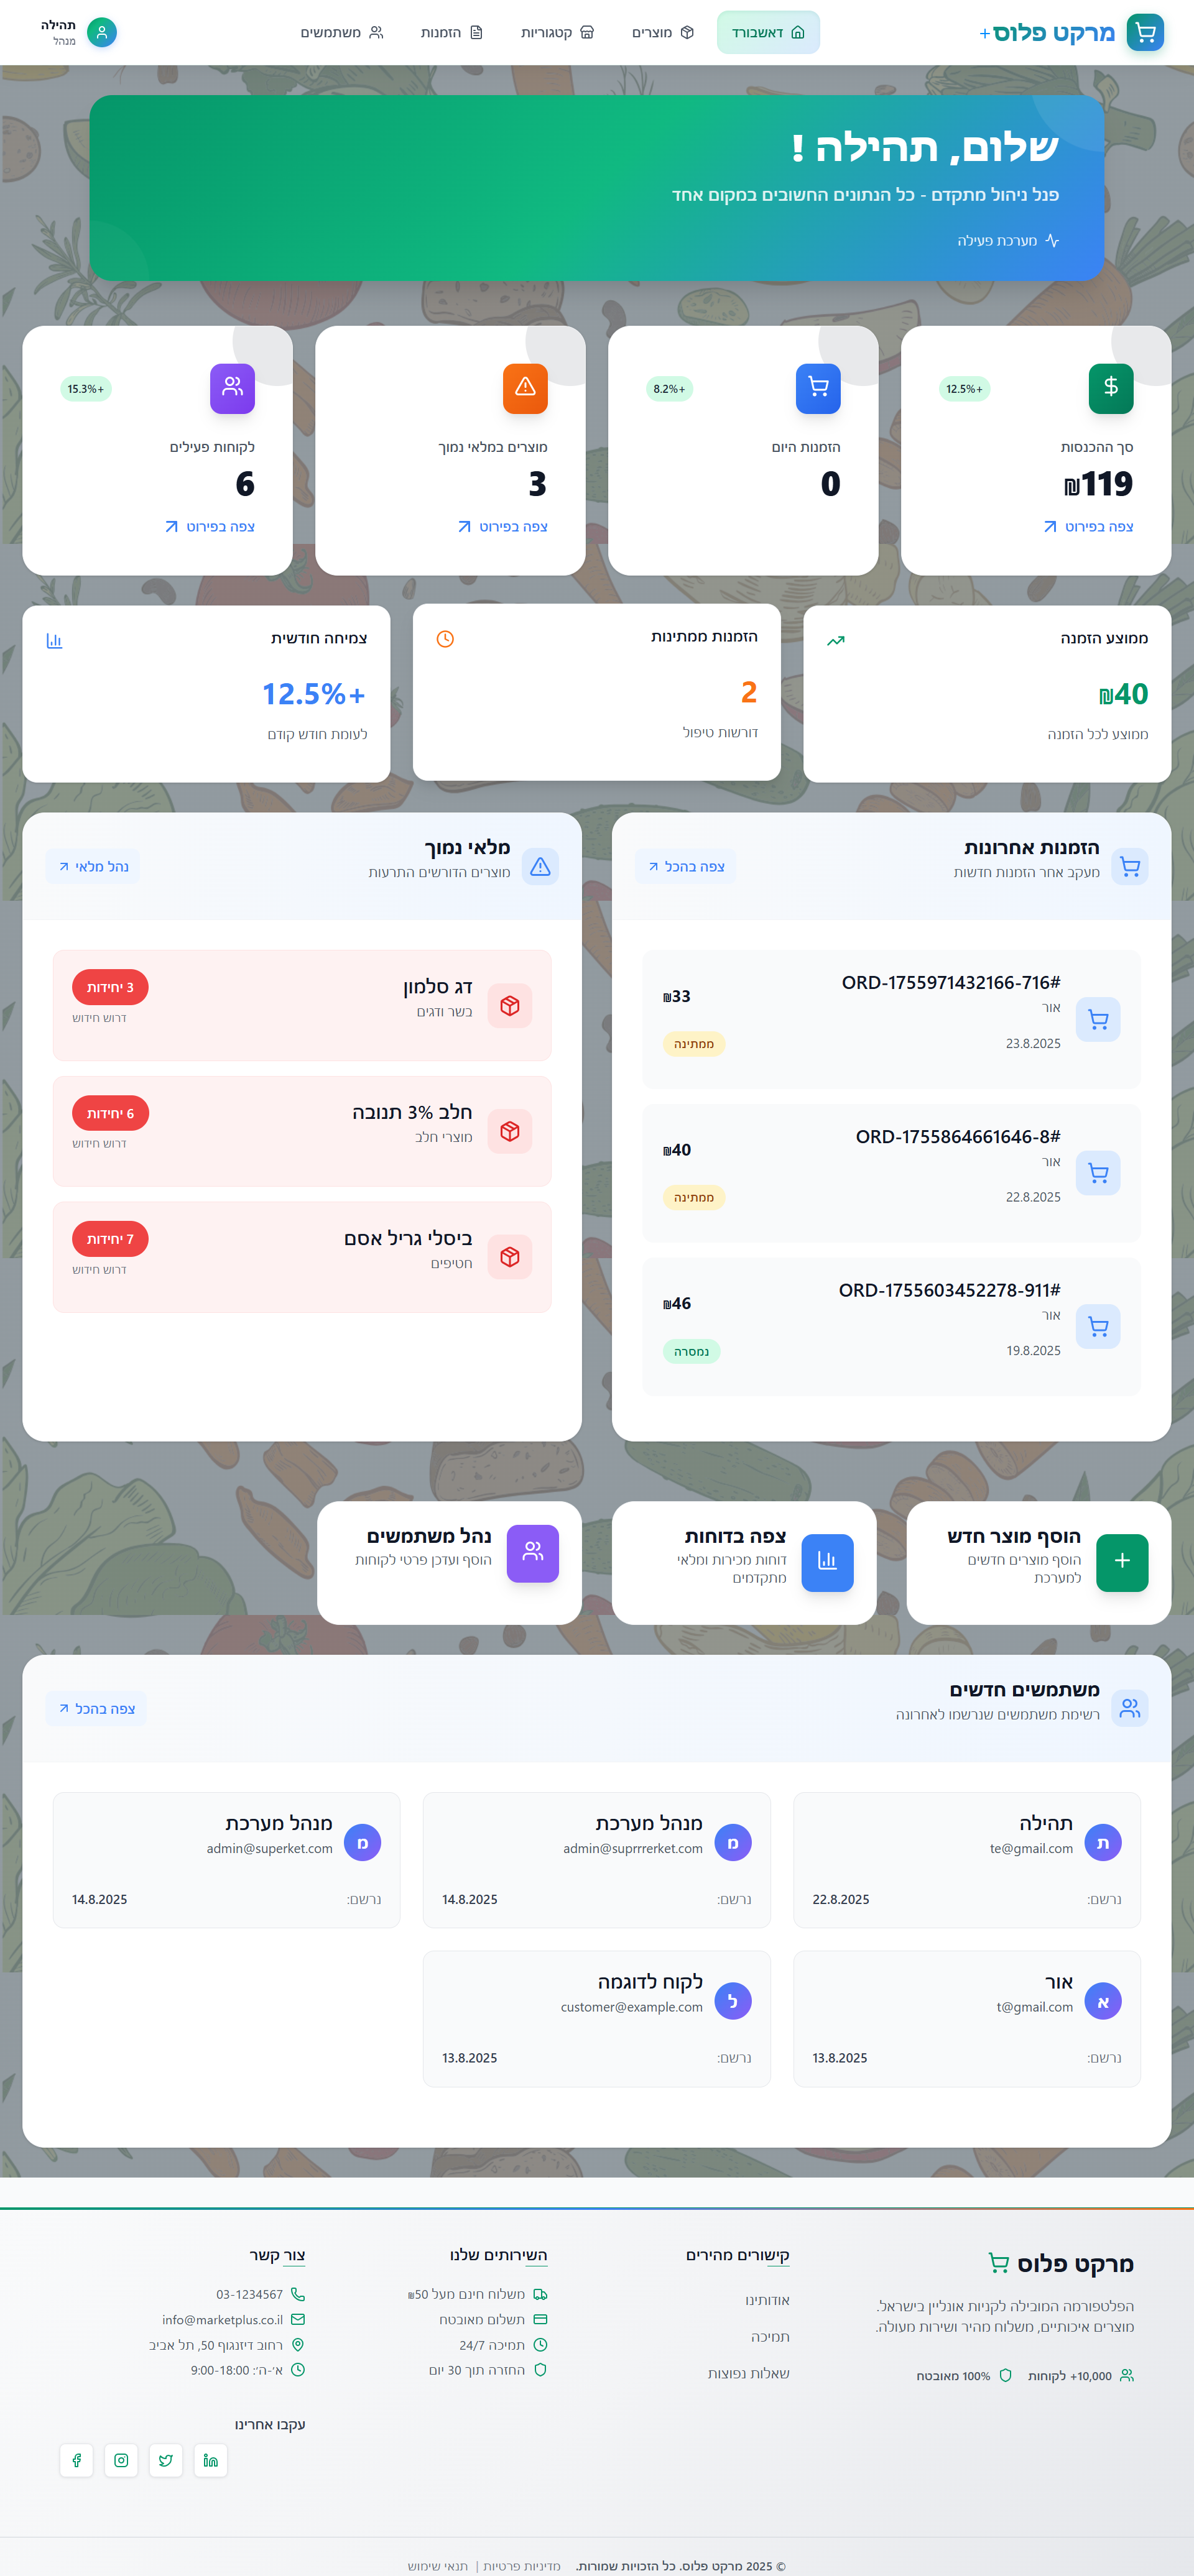 מרקט פלוס+
דאשבורד
מוצרים
קטגוריות
הזמנות
משתמשים
תהילה
מנהל
שלום, תהילה !
פנל ניהול מתקדם - כל הנתונים החשובים במקום אחד
מערכת פעילה
+12.5%
סך ההכנסות
₪119
צפה בפירוט
+8.2%
הזמנות היום
0
מוצרים במלאי נמוך
3
צפה בפירוט
+15.3%
לקוחות פעילים
6
צפה בפירוט
ממוצע הזמנה
₪40
ממוצע לכל הזמנה
הזמנות ממתינות
2
דורשות טיפול
צמיחה חודשית
+12.5%
לעומת חודש קודם
הזמנות אחרונות
מעקב אחר הזמנות חדשות
צפה בהכל
#ORD-1755971432166-716
אור
23.8.2025
₪33
ממתינה
#ORD-1755864661646-8
אור
22.8.2025
₪40
ממתינה
#ORD-1755603452278-911
אור
19.8.2025
₪46
נמסרה
מלאי נמוך
מוצרים הדורשים התרעות
נהל מלאי
דג סלמון
בשר ודגים
3 יחידות
דרוש חידוש
חלב 3% תנובה
מוצרי חלב
6 יחידות
דרוש חידוש
ביסלי גריל אסם
חטיפים
7 יחידות
דרוש חידוש
הוסף מוצר חדש
הוסף מוצרים חדשים
למערכת
צפה בדוחות
דוחות מכירות ומלאי
מתקדמים
נהל משתמשים
הוסף ועדכן פרטי לקוחות
משתמשים חדשים
רשימת משתמשים שנרשמו לאחרונה
צפה בהכל
ת
תהילה
te@gmail.com
נרשם:
22.8.2025
מ
מנהל מערכת
admin@suprrrerket.com
נרשם:
14.8.2025
מ
מנהל מערכת
admin@superket.com
נרשם:
14.8.2025
א
אור
t@gmail.com
נרשם:
13.8.2025
ל
לקוח לדוגמה
customer@example.com
נרשם:
13.8.2025
מרקט פלוס
הפלטפורמה המובילה לקניות אונליין בישראל.
מוצרים איכותיים, משלוח מהיר ושירות מעולה.
10,000+ לקוחות
100% מאובטח
קישורים מהירים
אודותינו
תמיכה
שאלות נפוצות
השירותים שלנו
משלוח חינם מעל ₪50
תשלום מאובטח
תמיכה 24/7
החזרה תוך 30 יום
צור קשר
03-1234567
info@marketplus.co.il
רחוב דיזנגוף 50, תל אביב
א׳-ה׳: 9:00-18:00
עקבו אחרינו
© 2025 מרקט פלוס. כל הזכויות שמורות.
מדיניות פרטיות | תנאי שימוש